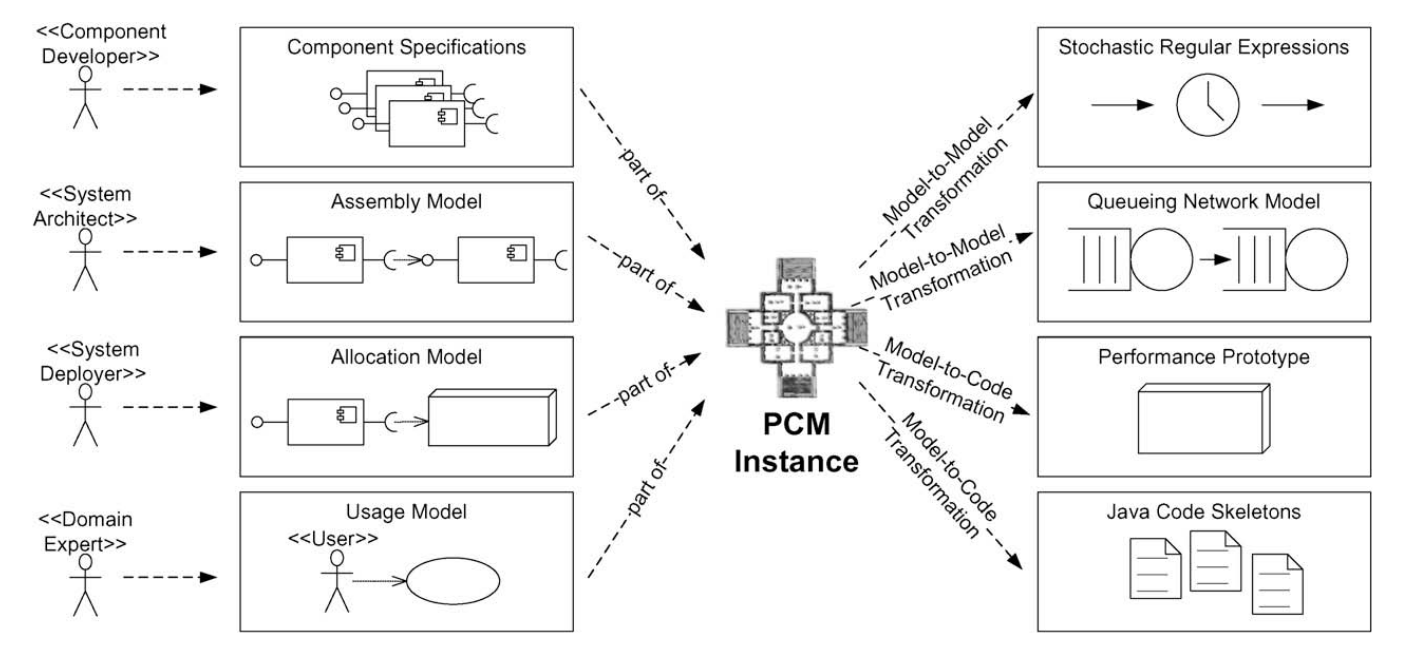 <<Component
Developer>>
Component Specifications
<<System
Architect>>
Assembly Model
<<System
Deployer>>
Allocation Model
<<Domain
Expert>>
Usage Model
<<User>>
part of
part of
part of
part of
PCM
Instance
Model-to-Model
Transformation
Model-to-Model
Transformation
Model-to-Code
Transformation
Model-to-Code
Transformation
Stochastic Regular Expressions
Queueing Network Model
Performance Prototype
Java Code Skeletons